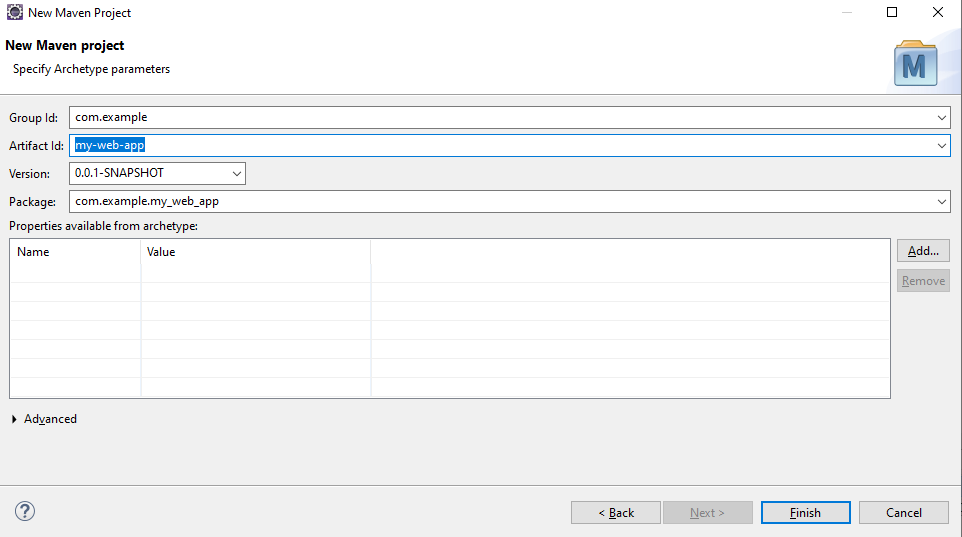 New Maven Project
New Maven project
Specify Archetype parameters
M
Group Id: com.example
Artifact Id: my-web-app
Version: 0.0.1-SNAPSHOT
Package: com.example.my_web_app
Properties available from archetype:
Name Value
Add...
Remove
Advanced
? < Back Next > Finish Cancel